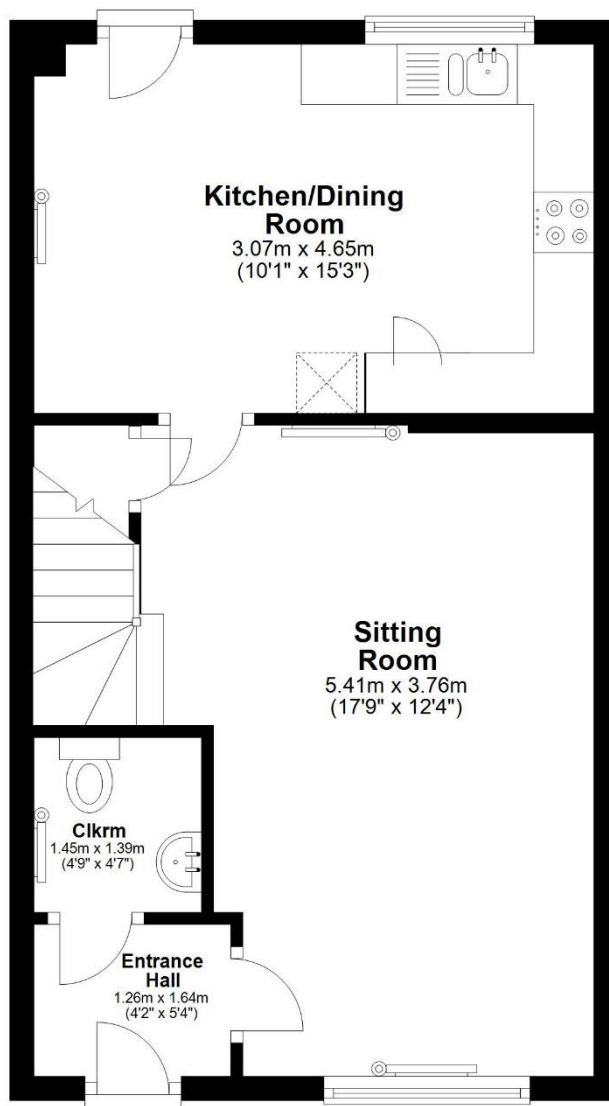 Kitchen/Dining
Room
3.07m x 4.65m
(10'1" x 15'3")
Sitting
Room
5.41m x 3.76m
(17'9" x 12'4")
Clkrm
1.45m x 1.39m
(4'9" x 4'7")
Entrance
Hall
1.26m x 1.64m
(4'2" x 5'4")